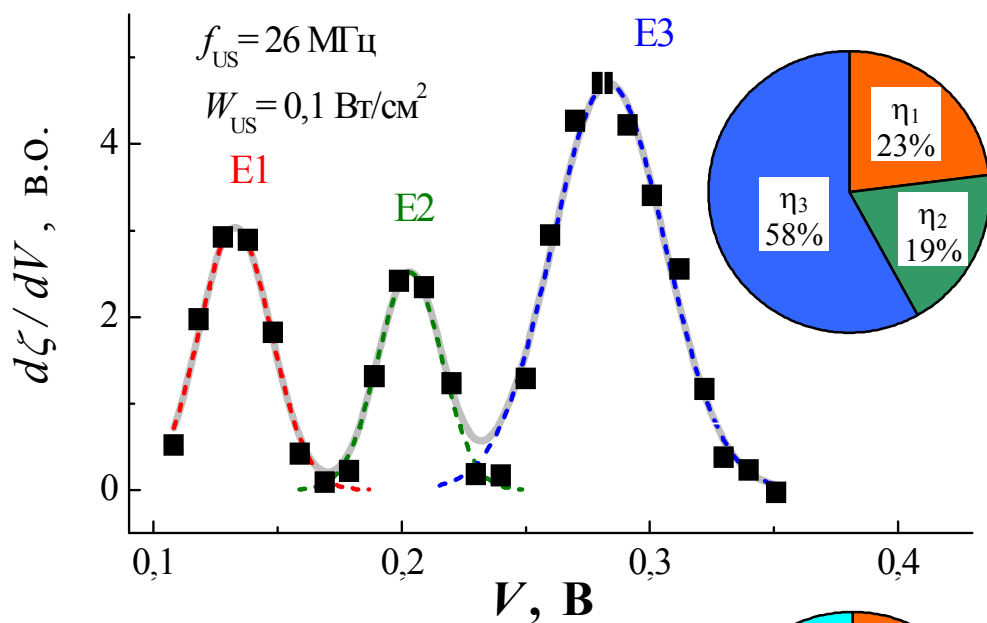 f_US = 26 МГц
W_US = 0,1 Вт/см²
E1
E2
E3
η₁
23%
η₂
19%
η₃
58%
dζ / dV , в.о.
4
2
0
0,1
0,2
0,3
0,4
V, В